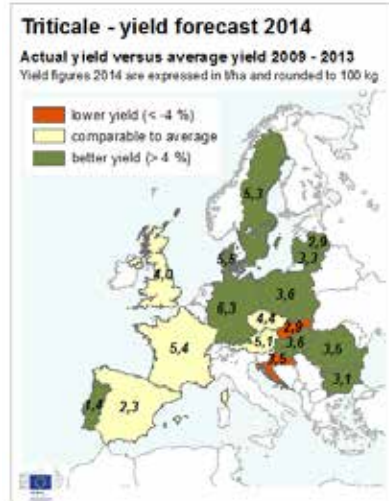 Triticale - yield forecast 2014
Actual yield versus average yield 2009 - 2013
Yield figures 2014 are expressed in t/ha and rounded to 100 kg
lower yield (< -4 %)
comparable to average
better yield (> 4 %)
5,3
2,9
5,5
3,3
4,0
6,3
3,6
4,4
2,9
5,4
5,1
3,6
3,5
3,1
1,4
2,3